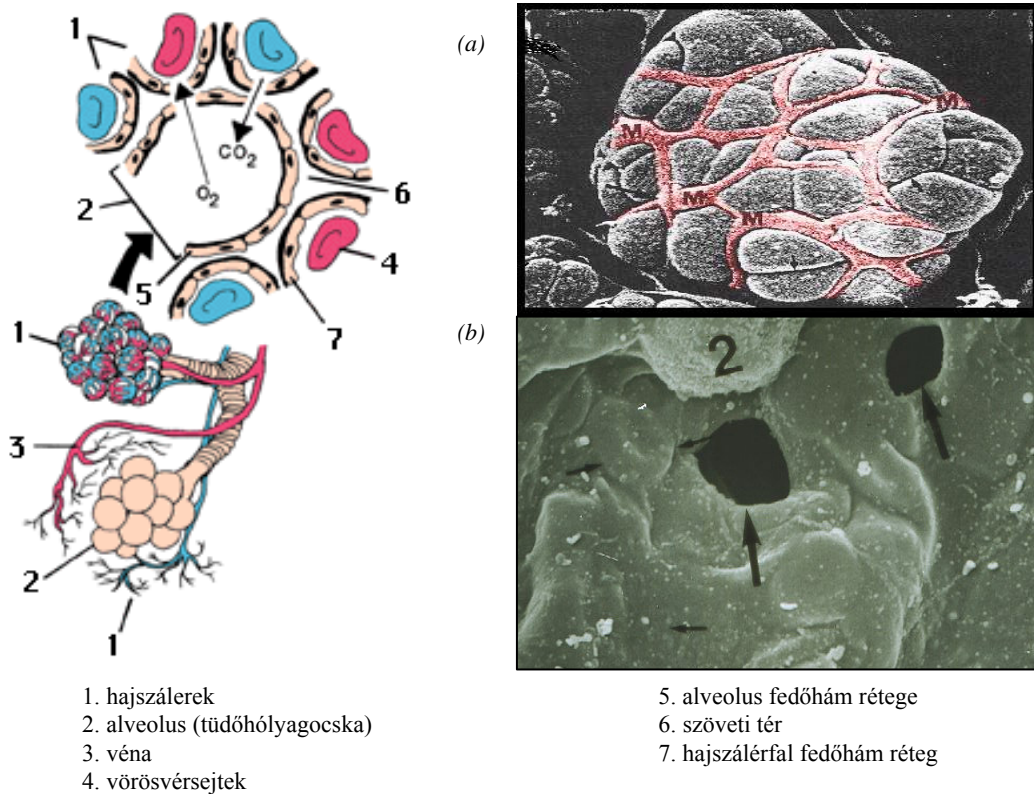 1
(a)
CO2
O2
2
6
4
5
7
M
M
M
M
1
(b)
3
2
1
2
1. hajszálerek
2. alveolus (tüdőhólyagocska)
3. véna
4. vörösvérsejtek
5. alveolus fedőhám rétege
6. szöveti tér
7. hajszálérfal fedőhám réteg